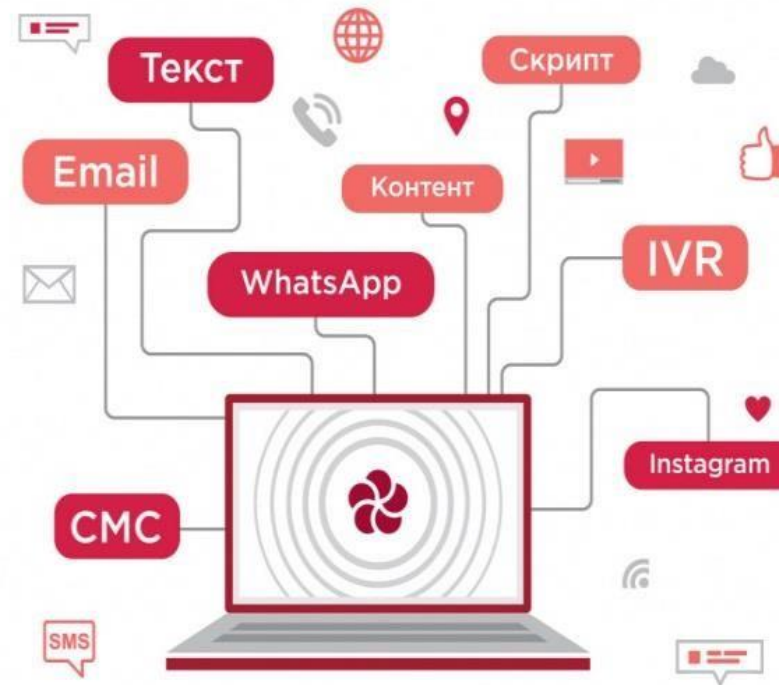 Текст
Скрипт
Email
Контент
IVR
WhatsApp
Instagram
СМС
SMS